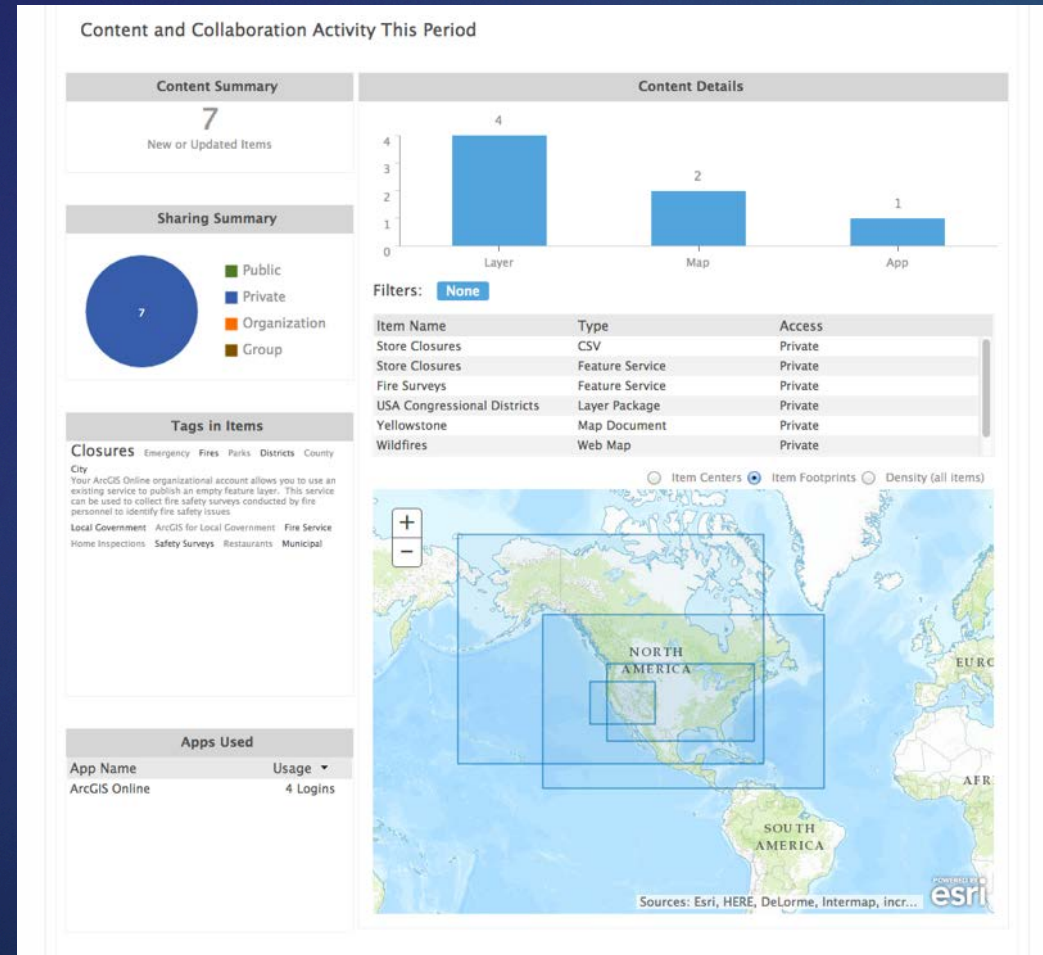 Content and Collaboration Activity This Period
Content Summary
7
New or Updated Items
Sharing Summary
7
Public
Private
Organization
Group
Tags in Items
Closures Emergency Fires Parks Districts County
City
Your ArcGIS Online organizational account allows you to use an
existing service to publish an empty feature layer. This service
can be used to collect fire safety surveys conducted by fire
personnel to identify fire safety issues
Local Government ArcGIS for Local Government Fire Service
Home Inspections Safety Surveys Restaurants Municipal
Apps Used
App Name Usage
ArcGIS Online 4 Logins
Content Details
4
3
2
1
0
4
2
1
Layer Map App
Filters: None
Item Name Type Access
Store Closures CSV Private
Store Closures Feature Service Private
Fire Surveys Feature Service Private
USA Congressional Districts Layer Package Private
Yellowstone Map Document Private
Wildfires Web Map Private
Item Centers Item Footprints Density (all items)
+
−
NORTH
AMERICA
EURO
AFR
SOUTH
AMERICA
POWERED BY
esri
Sources: Esri, HERE, DeLorme, Intermap, incr...